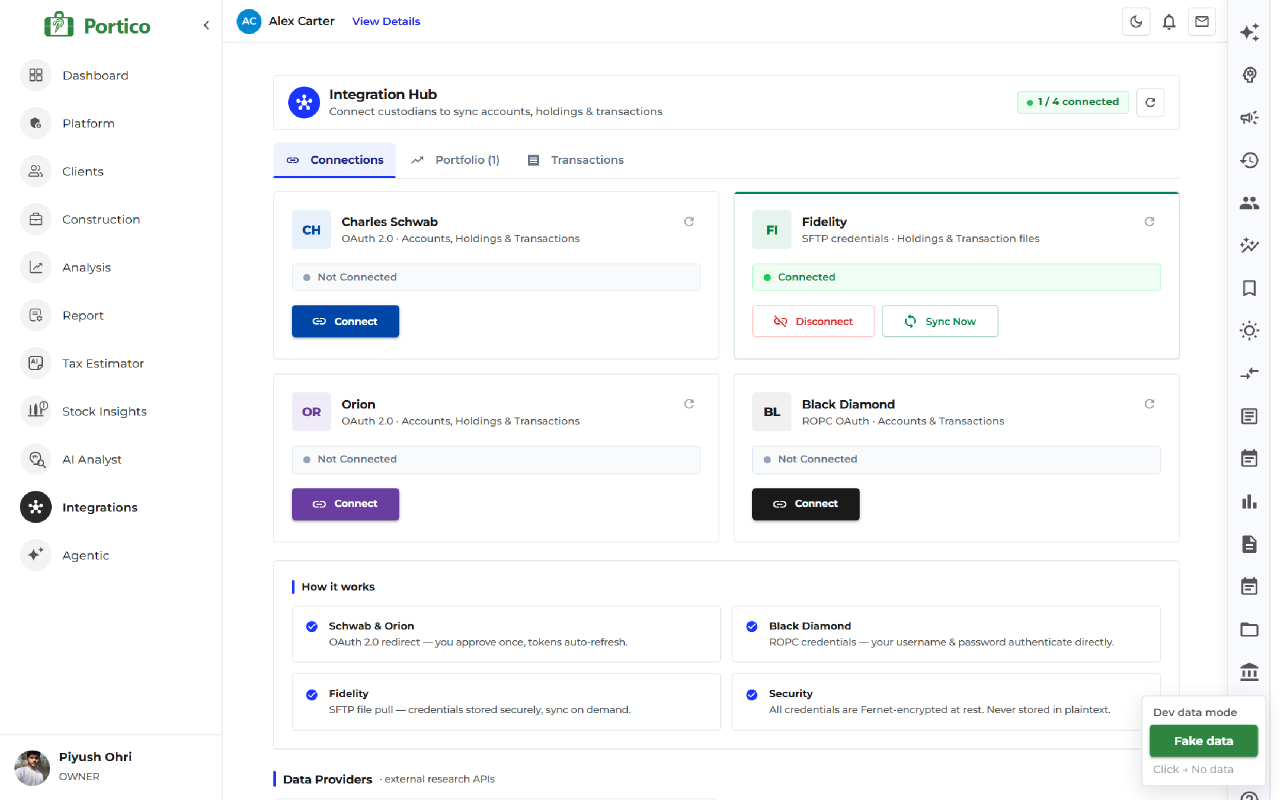 Portico
Dashboard
Platform
Clients
Construction
Analysis
Report
AI
Tax Estimator
Stock Insights
AI Analyst
Integrations
Agentic
Piyush Ohri
OWNER
AC
Alex Carter
View Details
Integration Hub
Connect custodians to sync accounts, holdings & transactions
1 / 4 connected
Connections
Portfolio (1)
Transactions
CH
Charles Schwab
OAuth 2.0 · Accounts, Holdings & Transactions
Not Connected
Connect
FI
Fidelity
SFTP credentials · Holdings & Transaction files
Connected
Disconnect
Sync Now
OR
Orion
OAuth 2.0 · Accounts, Holdings & Transactions
Not Connected
Connect
BL
Black Diamond
ROPC OAuth · Accounts & Transactions
Not Connected
Connect
How it works
Schwab & Orion
OAuth 2.0 redirect — you approve once, tokens auto-refresh.
Black Diamond
ROPC credentials — your username & password authenticate directly.
Fidelity
SFTP file pull — credentials stored securely, sync on demand.
Security
All credentials are Fernet-encrypted at rest. Never stored in plaintext.
Data Providers · external research APIs
Dev data mode
Fake data
Click → No data